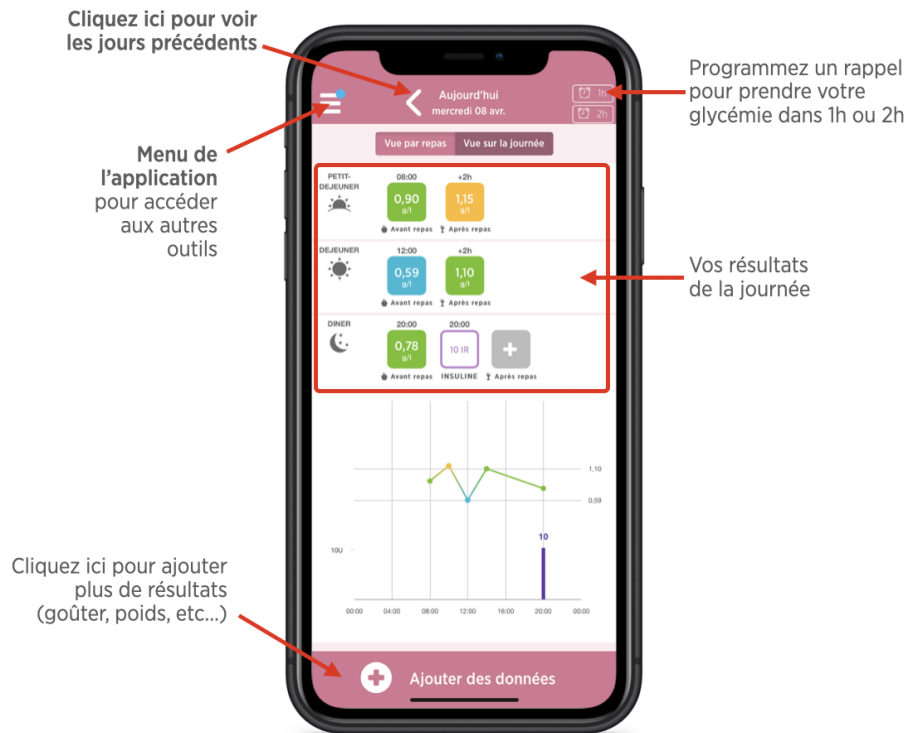 Cliquez ici pour voir
les jours précédents
Programmez un rappel
pour prendre votre
glycémie dans 1h ou 2h
Aujourd'hui
mercredi 08 avr.
1h
2h
Vue par repas
Vue sur la journée
Menu de
l'application
pour accéder
aux autres
outils
PETIT-
DEJEUNER
08:00
+2h
0,90
g/l
1,15
g/l
Avant repas
Après repas
DEJEUNER
12:00
+2h
0,59
g/l
1,10
g/l
Avant repas
Après repas
Vos résultats
de la journée
DINER
20:00
20:00
0,78
g/l
10 IR
Avant repas
INSULINE
Après repas
1,10
0,59
10
10U
00:00
04:00
08:00
12:00
16:00
20:00
00:00
Cliquez ici pour ajouter
plus de résultats
(goûter, poids, etc...)
Ajouter des données